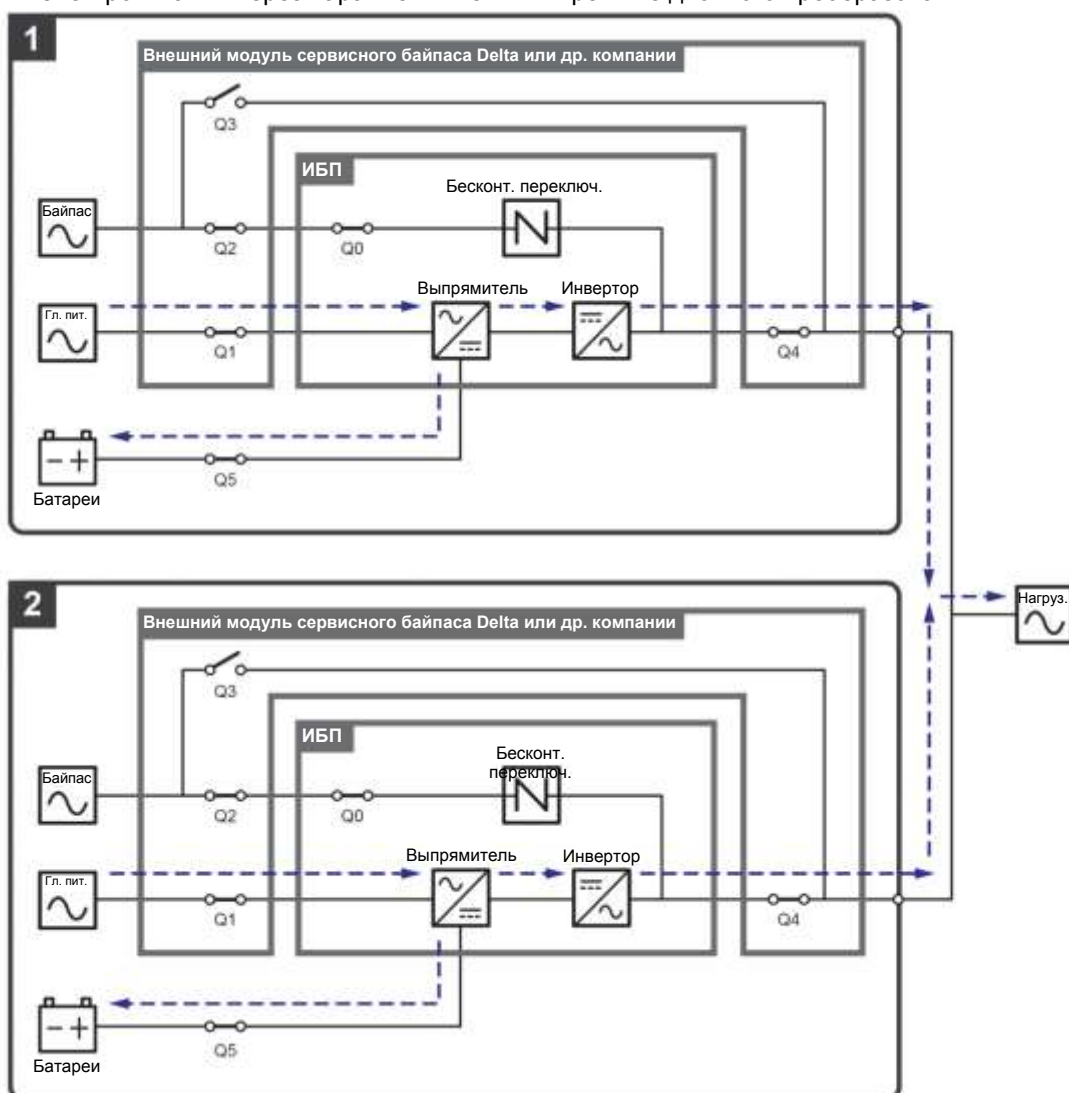 1
Внешний модуль сервисного байпаса Delta или др. компании
Q3
ИБП
Бесконт. переключ.
Байпас
Q2
Q0
Выпрямитель
Инвертор
Гл. пит.
Q1
Q4
Батареи
Q5
2
Внешний модуль сервисного байпаса Delta или др. компании
Нагруз.
Q3
ИБП
Бесконт.
переключ.
Байпас
Q2
Q0
Выпрямитель
Инвертор
Гл. пит.
Q1
Q4
Батареи
Q5